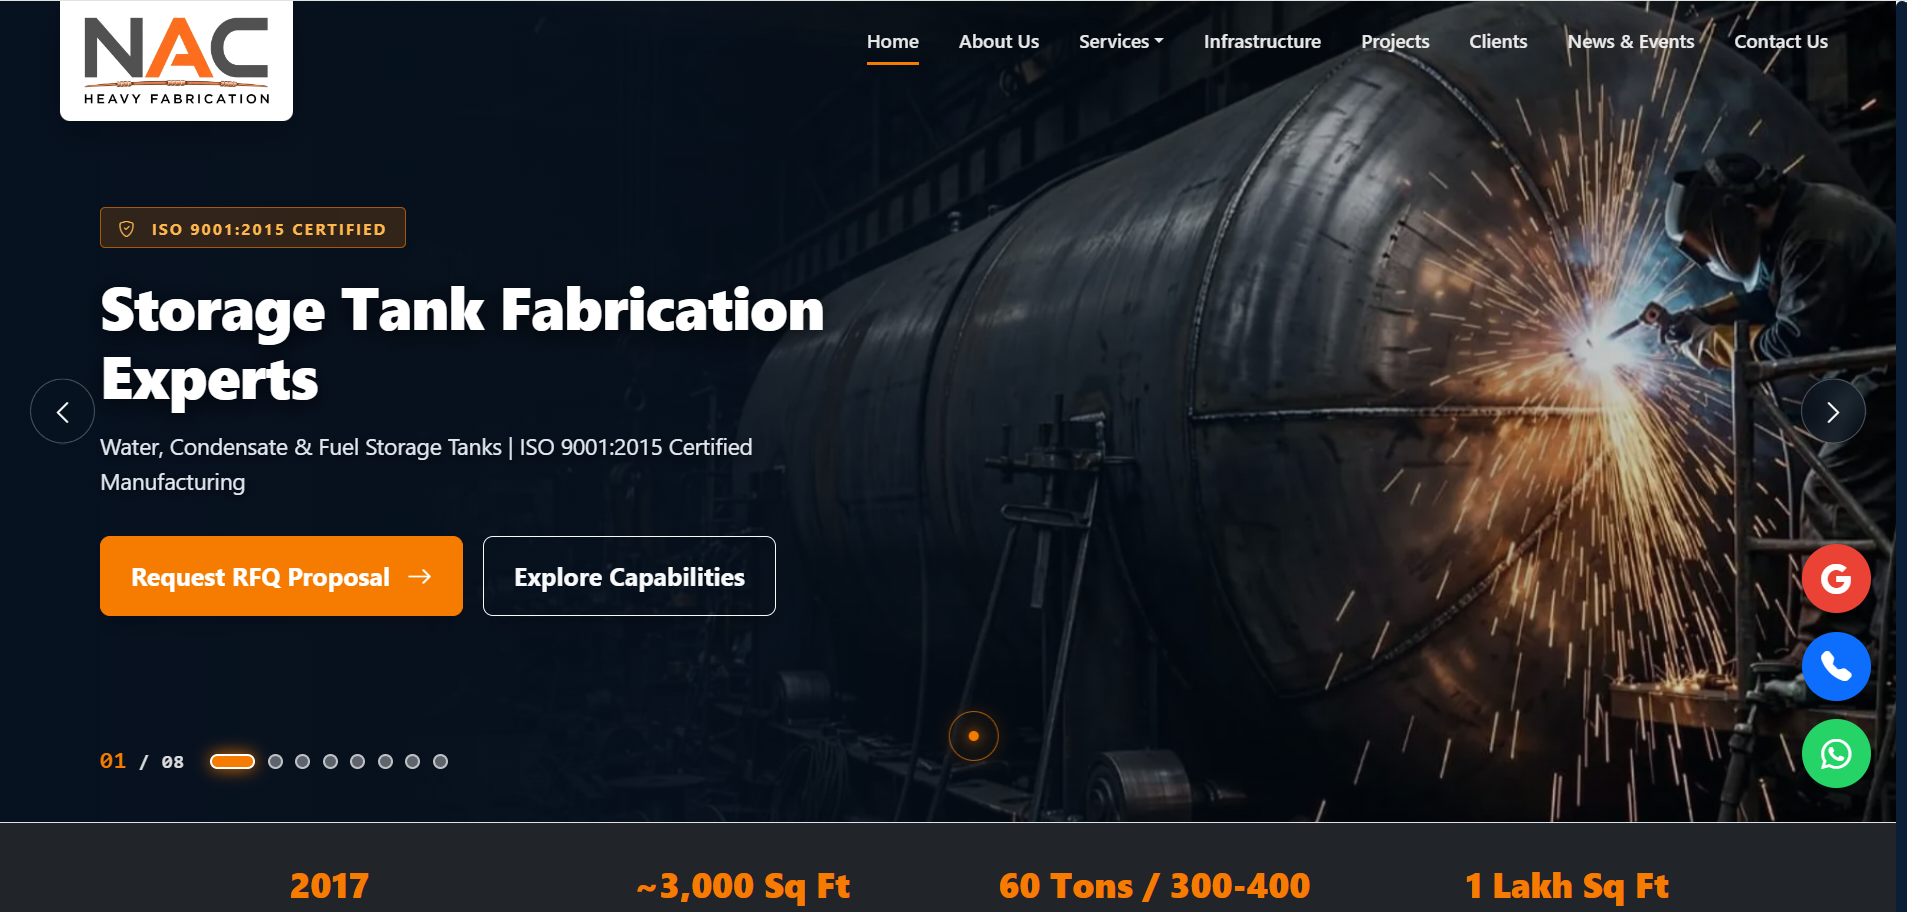 NAC
HEAVY FABRICATION
Home
About Us
Services
Infrastructure
Projects
Clients
News & Events
Contact Us
ISO 9001:2015 CERTIFIED
Storage Tank Fabrication
Experts
Water, Condensate & Fuel Storage Tanks | ISO 9001:2015 Certified
Manufacturing
Request RFQ Proposal →
Explore Capabilities
01 / 08
2017
~3,000 Sq Ft
60 Tons / 300-400
1 Lakh Sq Ft